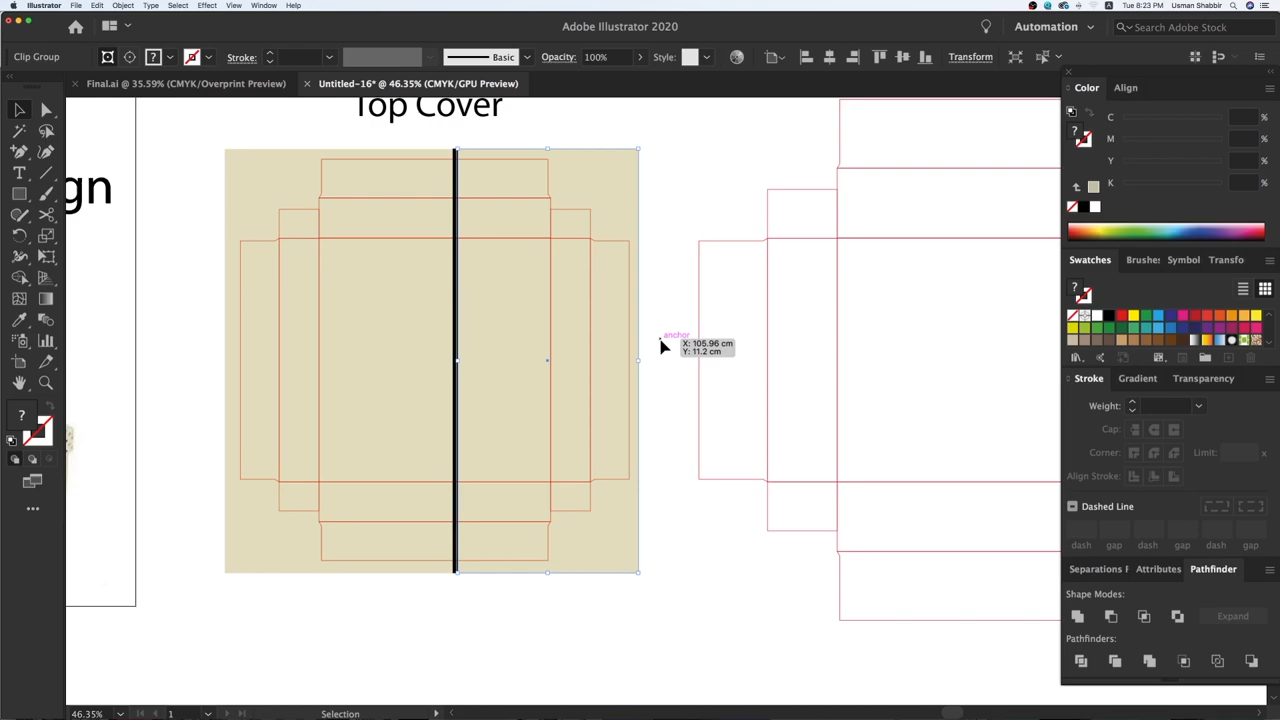 Illustrator File Edit Object Type Select Effect View Window Help
Tue 8:23 PM Usman Shabbir
Adobe Illustrator 2020
Automation
Search Adobe Stock
Clip Group
Stroke:
Basic
Opacity: 100%
Style:
Transform
Final.ai @ 35.59% (CMYK/Overprint Preview)
Untitled-16* @ 46.35% (CMYK/GPU Preview)
Color Align
C %
M %
Y %
K %
Top Cover
gn
anchor
X: 105.96 cm
Y: 11.2 cm
Swatches Brushe: Symbol Transfo
Stroke Gradient Transparency
Weight:
Cap:
Corner: Limit: x
Align Stroke:
Dashed Line
dash gap dash gap dash gap
Separations F Attributes Pathfinder
Shape Modes:
Expand
Pathfinders:
46.35% 1 Selection